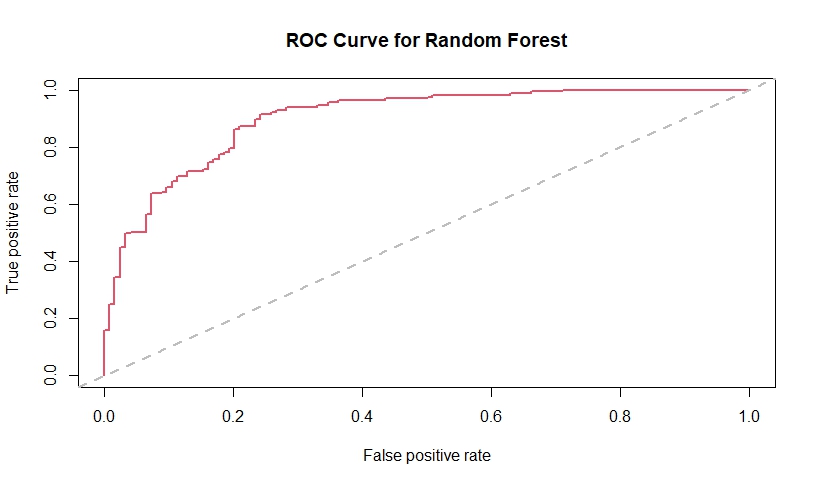 ROC Curve for Random Forest
True positive rate
1.0
0.8
0.6
0.4
0.2
0.0
0.0 0.2 0.4 0.6 0.8 1.0
False positive rate